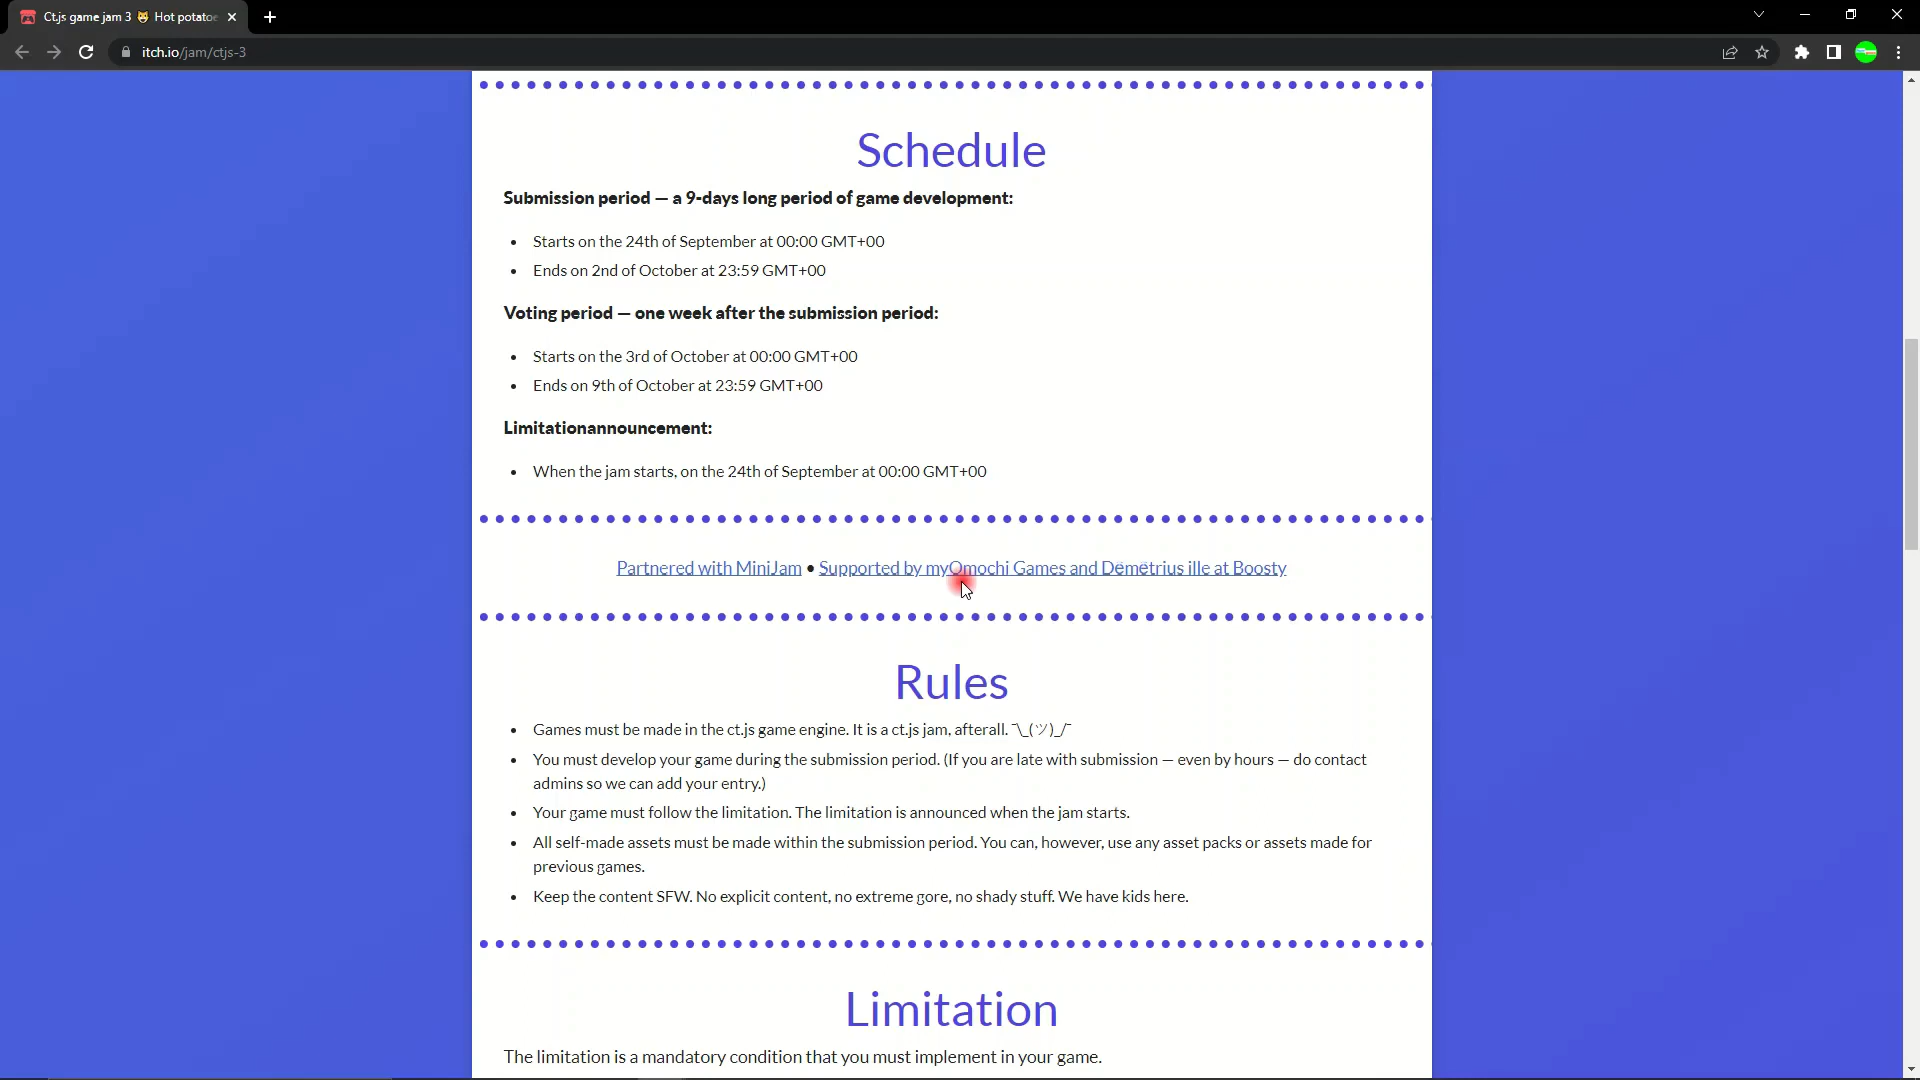 Ct.js game jam 3 😼 Hot potatoe
itch.io/jam/ctjs-3
Schedule
Submission period — a 9-days long period of game development:
• Starts on the 24th of September at 00:00 GMT+00
• Ends on 2nd of October at 23:59 GMT+00
Voting period — one week after the submission period:
• Starts on the 3rd of October at 00:00 GMT+00
• Ends on 9th of October at 23:59 GMT+00
Limitationannouncement:
• When the jam starts, on the 24th of September at 00:00 GMT+00
Partnered with MiniJam • Supported by myOmochi Games and Demetrius ille at Boosty
Rules
• Games must be made in the ct.js game engine. It is a ct.js jam, afterall. ¯\_(ツ)_/¯
• You must develop your game during the submission period. (If you are late with submission — even by hours — do contact
admins so we can add your entry.)
• Your game must follow the limitation. The limitation is announced when the jam starts.
• All self-made assets must be made within the submission period. You can, however, use any asset packs or assets made for
previous games.
• Keep the content SFW. No explicit content, no extreme gore, no shady stuff. We have kids here.
Limitation
The limitation is a mandatory condition that you must implement in your game.